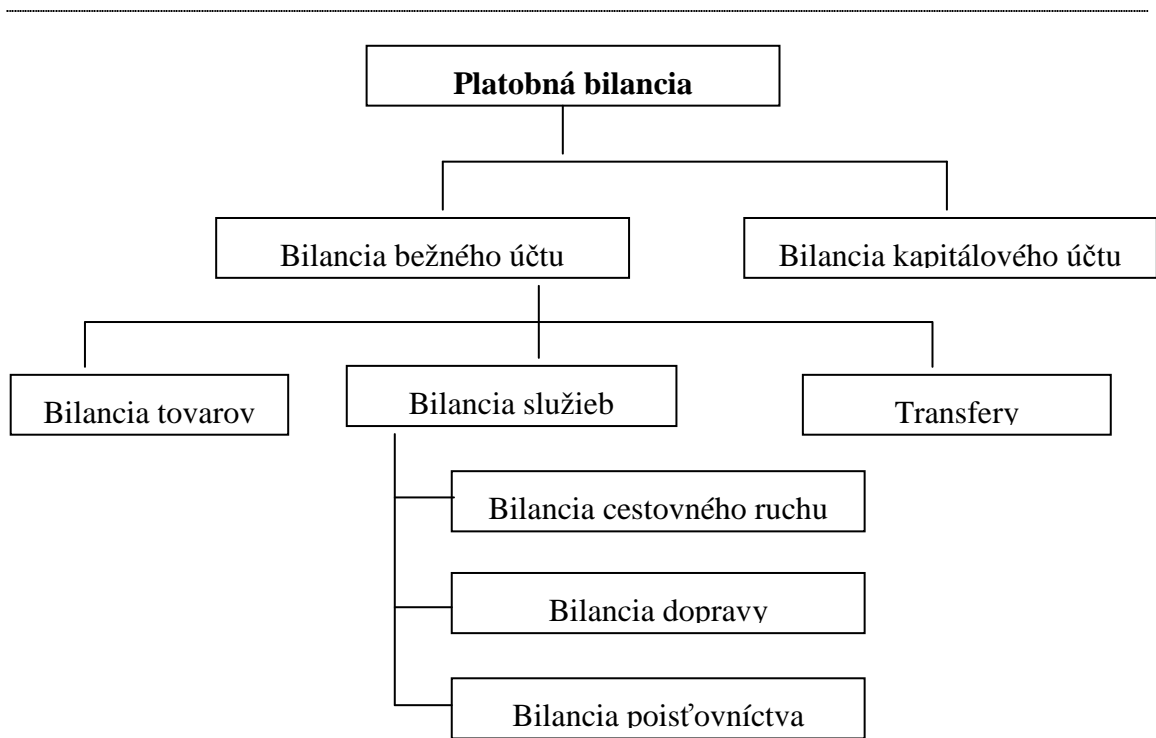 Platobná bilancia
Bilancia bežného účtu
Bilancia kapitálového účtu
Bilancia tovarov
Bilancia služieb
Transfery
Bilancia cestovného ruchu
Bilancia dopravy
Bilancia poisťovníctva